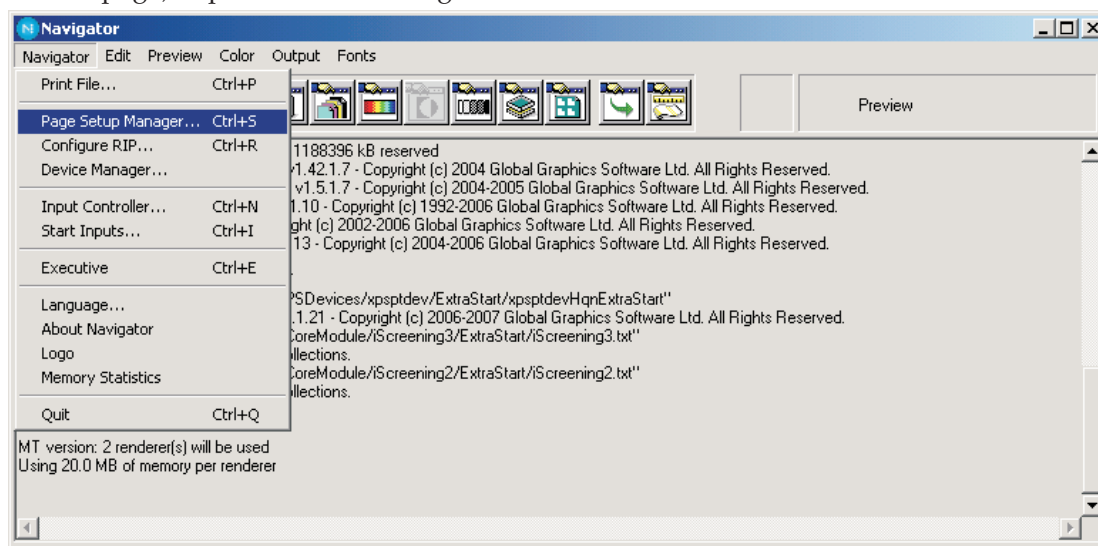 Navigator
Navigator Edit Preview Color Output Fonts
Print File... Ctrl+P
Page Setup Manager... Ctrl+S
Configure RIP... Ctrl+R
Device Manager...
Input Controller... Ctrl+N
Start Inputs... Ctrl+I
Executive Ctrl+E
Language...
About Navigator
Logo
Memory Statistics
Quit Ctrl+Q
Preview
1188396 kB reserved
v1.42.1.7 - Copyright (c) 2004 Global Graphics Software Ltd. All Rights Reserved.
v1.5.1.7 - Copyright (c) 2004-2005 Global Graphics Software Ltd. All Rights Reserved.
1.10 - Copyright (c) 1992-2006 Global Graphics Software Ltd. All Rights Reserved.
ght (c) 2002-2006 Global Graphics Software Ltd. All Rights Reserved.
13 - Copyright (c) 2004-2006 Global Graphics Software Ltd. All Rights Reserved.
PSDevices/xpsptdev/ExtraStart/xpsptdevHqnExtraStart"
.1.21 - Copyright (c) 2006-2007 Global Graphics Software Ltd. All Rights Reserved.
CoreModule/iScreening3/ExtraStart/iScreening3.txt"
llections.
CoreModule/iScreening2/ExtraStart/iScreening2.txt"
llections.
MT version: 2 renderer(s) will be used
Using 20.0 MB of memory per renderer